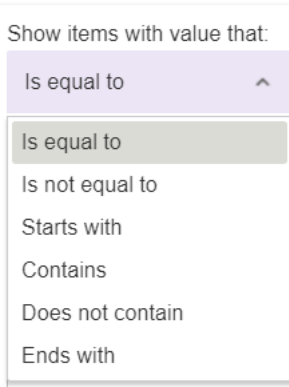 Show items with value that:
Is equal to
Is equal to
Is not equal to
Starts with
Contains
Does not contain
Ends with